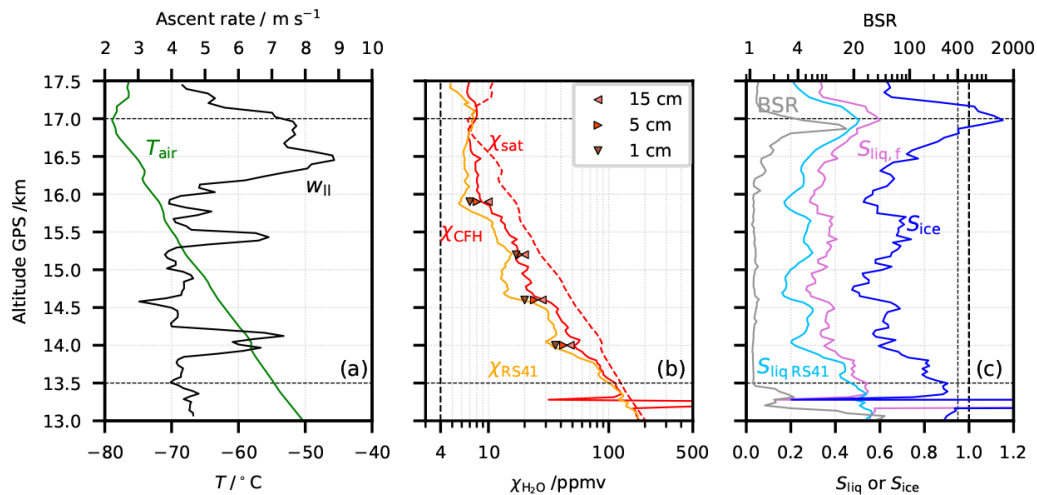 Ascent rate / m s⁻¹
2 3 4 5 6 7 8 9 10
BSR
1 4 20 100 400 2000
Altitude GPS /km
17.5
17.0
16.5
16.0
15.5
15.0
14.5
14.0
13.5
13.0
T_air
w_ll
(a)
−80 −70 −60 −50 −40
T / °C
15 cm
5 cm
1 cm
χ_sat
χ_CFH
χ_RS41
(b)
4 10 100 500
χ_H₂O /ppmv
BSR
S_liq,f
S_ice
S_liq RS41
(c)
0.0 0.2 0.4 0.6 0.8 1.0 1.2
S_liq or S_ice